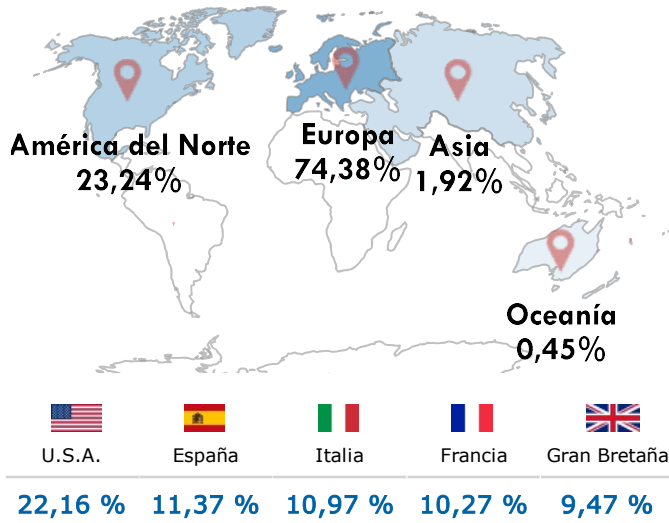 América del Norte
23,24%
Europa
74,38%
Asia
1,92%
Oceanía
0,45%
U.S.A. España Italia Francia Gran Bretaña
22,16 % 11,37 % 10,97 % 10,27 % 9,47 %